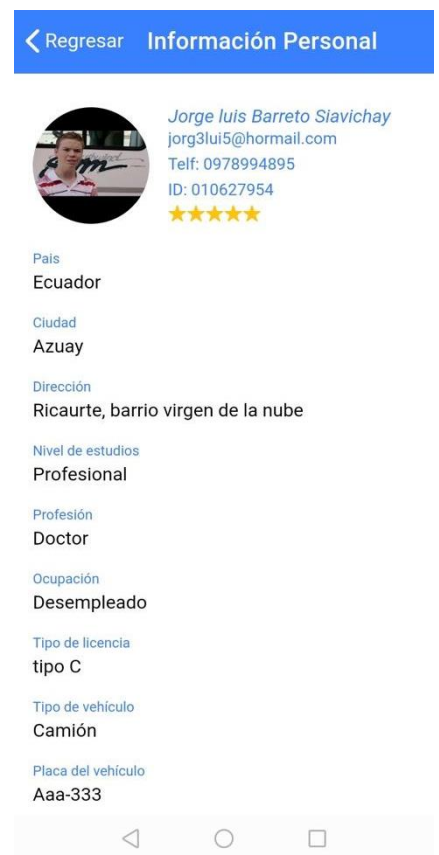 Regresar Información Personal
Jorge luis Barreto Siavichay
jorg3lui5@hormail.com
Telf: 0978994895
ID: 010627954
Pais
Ecuador
Ciudad
Azuay
Dirección
Ricaurte, barrio virgen de la nube
Nivel de estudios
Profesional
Profesión
Doctor
Ocupación
Desempleado
Tipo de licencia
tipo C
Tipo de vehículo
Camión
Placa del vehículo
Aaa-333